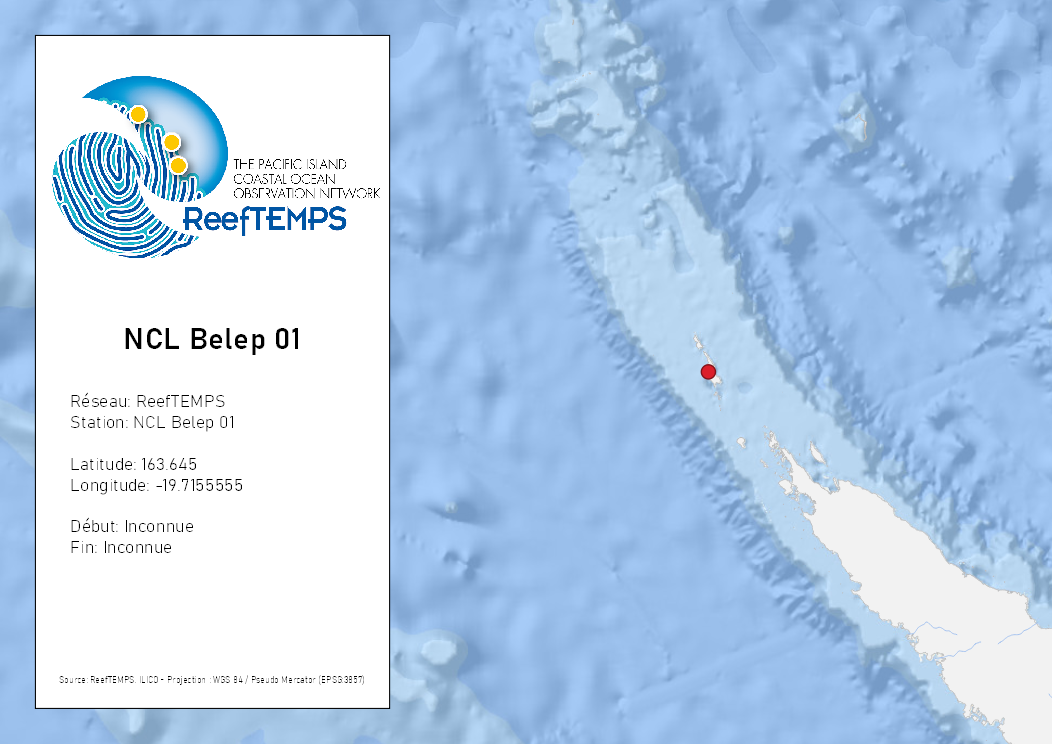 THE PACIFIC ISLAND
COASTAL OCEAN
OBSERVATION NETWORK
ReefTEMPS
NCL Belep 01
Réseau: ReefTEMPS
Station: NCL Belep 01
Latitude: 163.645
Longitude: -19.7155555
Début: Inconnue
Fin: Inconnue
Source: ReefTEMPS, ILICO - Projection : WGS 84 / Pseudo Mercator (EPSG:3857)